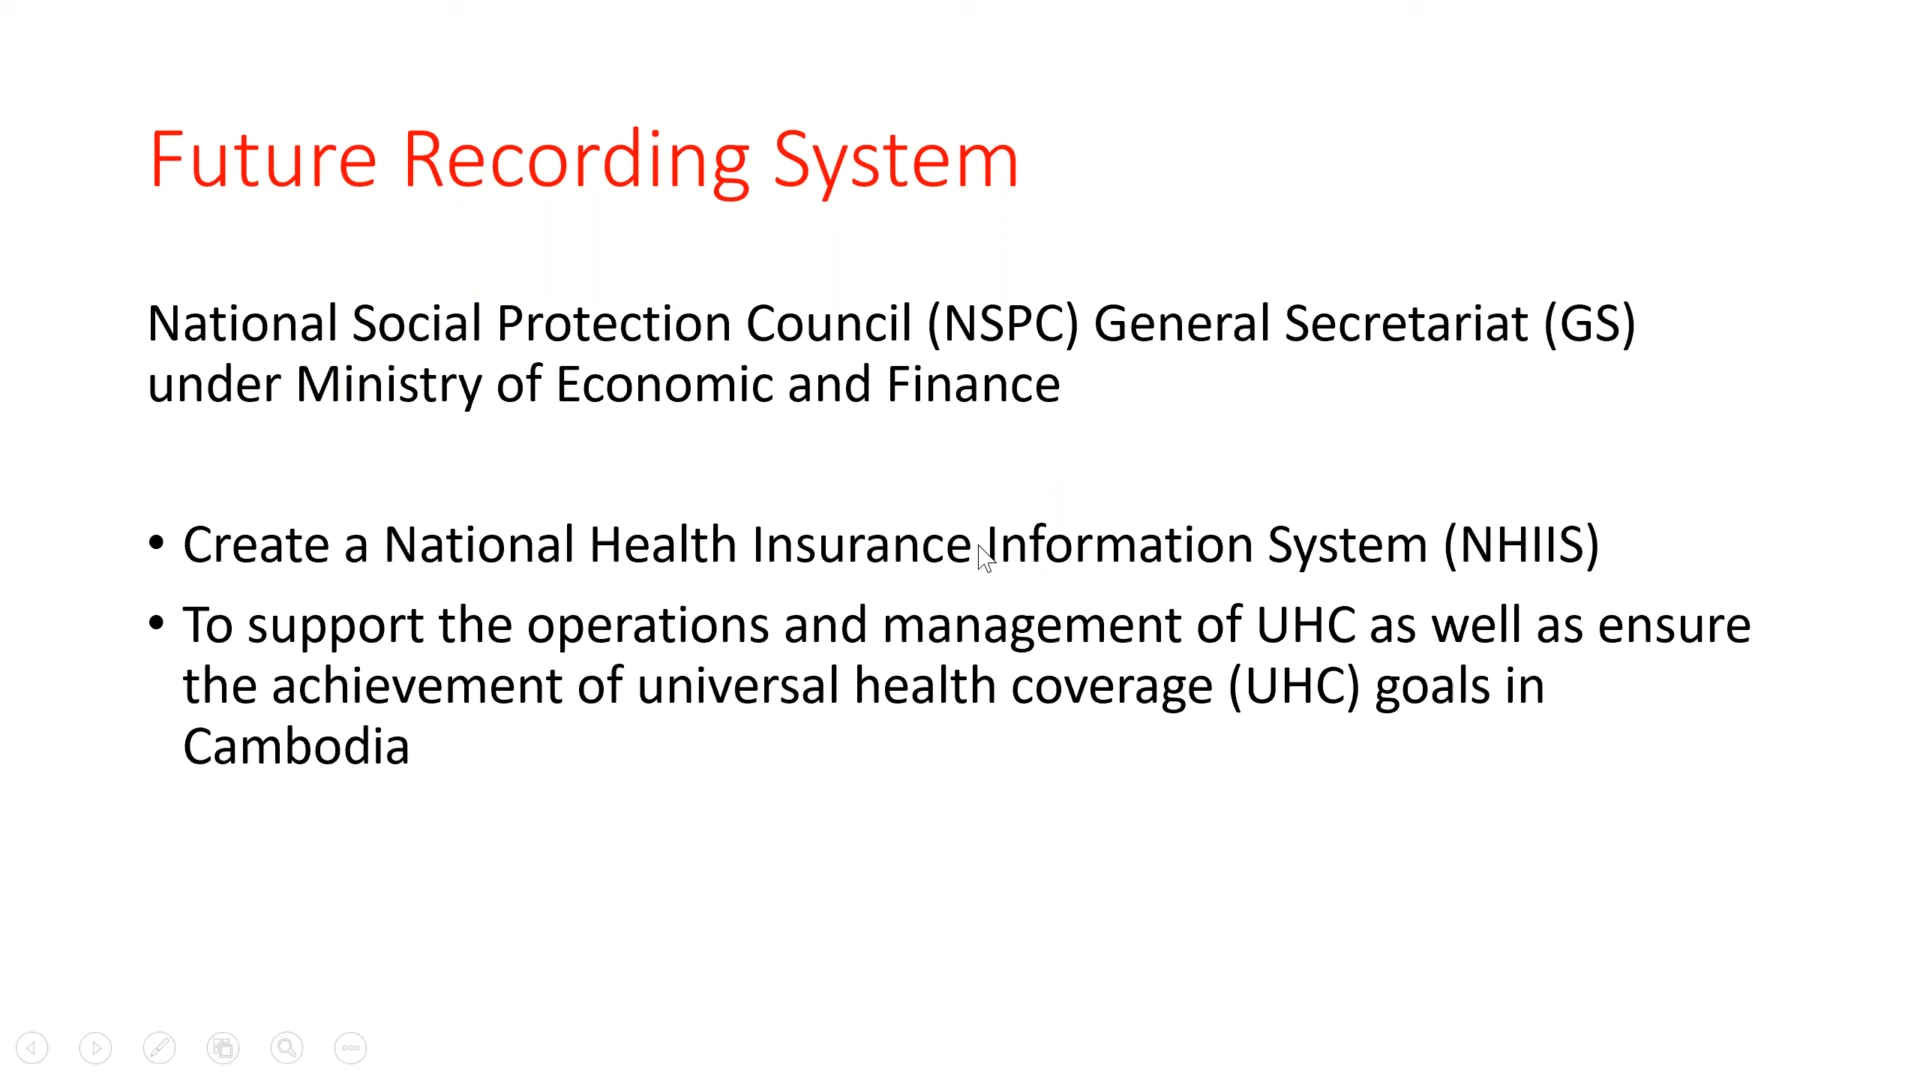 Future Recording System
National Social Protection Council (NSPC) General Secretariat (GS)
under Ministry of Economic and Finance
• Create a National Health Insurance Information System (NHIIS)
• To support the operations and management of UHC as well as ensure
the achievement of universal health coverage (UHC) goals in
Cambodia